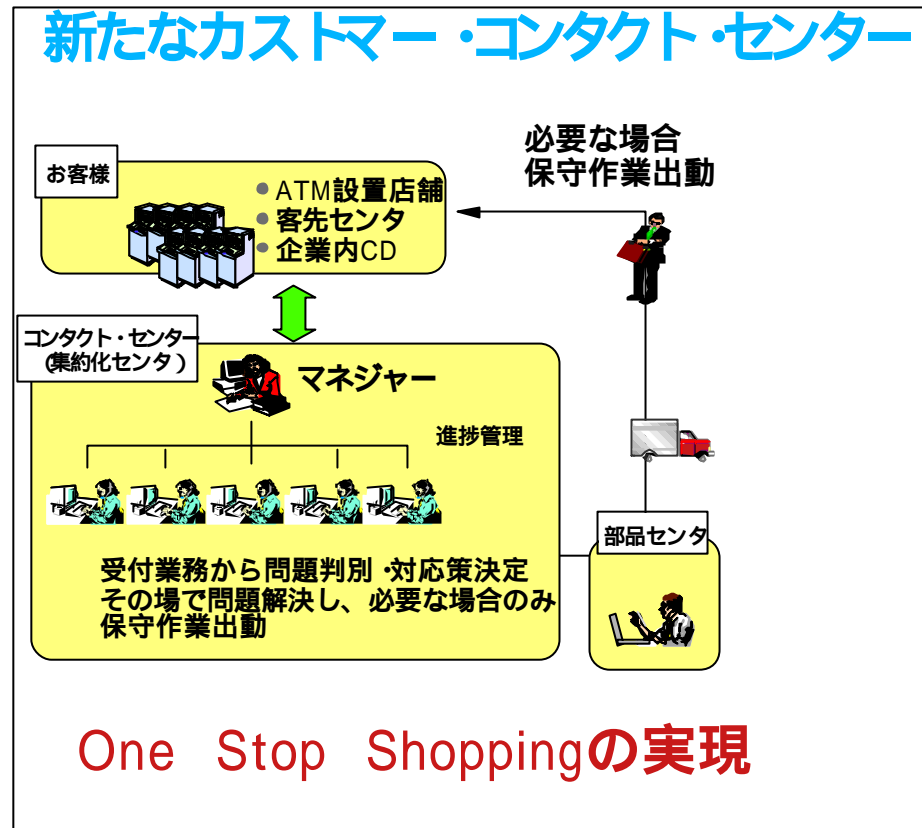 新たなカストマー・コンタクト・センター
必要な場合
保守作業出動
お客様
● ATM設置店舗
● 客先センタ
● 企業内CD
コンタクト・センター
(集約化センタ)
マネジャー
進捗管理
部品センタ
受付業務から問題判別・対応策決定
その場で問題解決し、必要な場合のみ
保守作業出動
One Stop Shoppingの実現